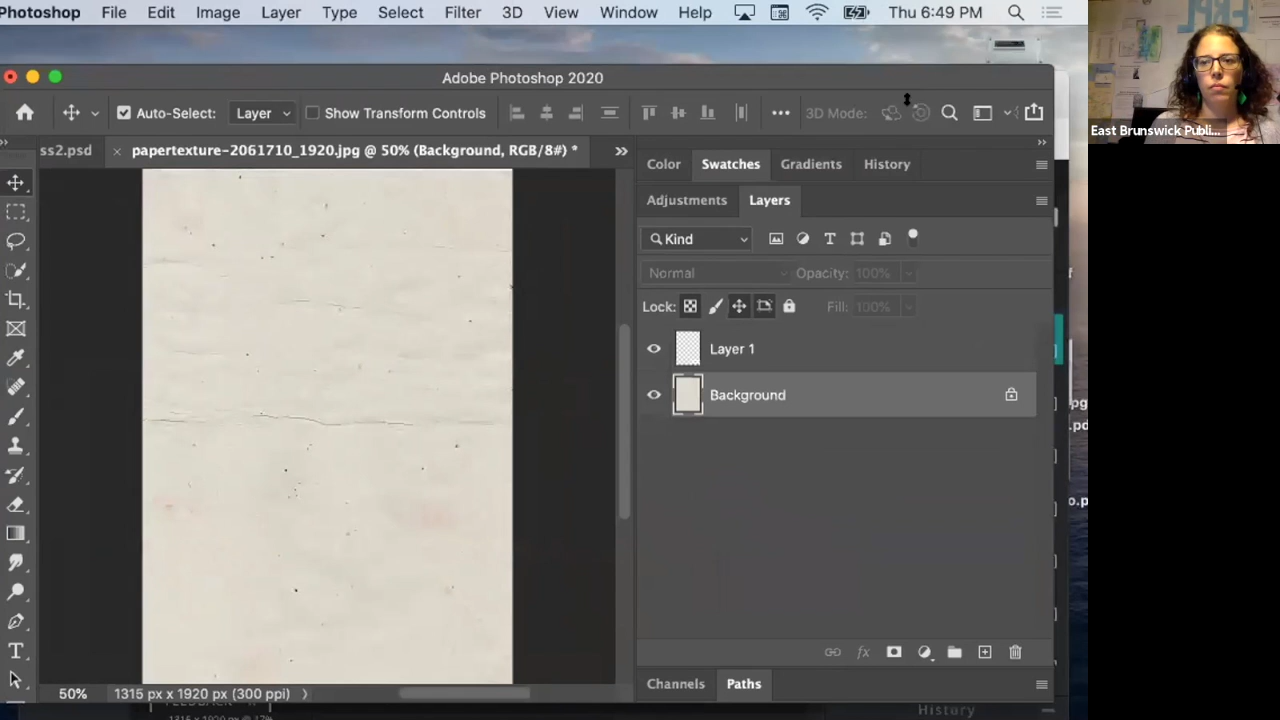 Photoshop File Edit Image Layer Type Select Filter 3D View Window Help Thu 6:49 PM
Adobe Photoshop 2020
Auto-Select: Layer Show Transform Controls 3D Mode:
ss2.psd × papertexture-2061710_1920.jpg @ 50% (Background, RGB/8#) *
Color Swatches Gradients History
Adjustments Layers
Kind
Normal Opacity: 100%
Lock: Fill: 100%
Layer 1
Background
50% 1315 px x 1920 px (300 ppi)
Channels Paths
History
East Brunswick Publi...